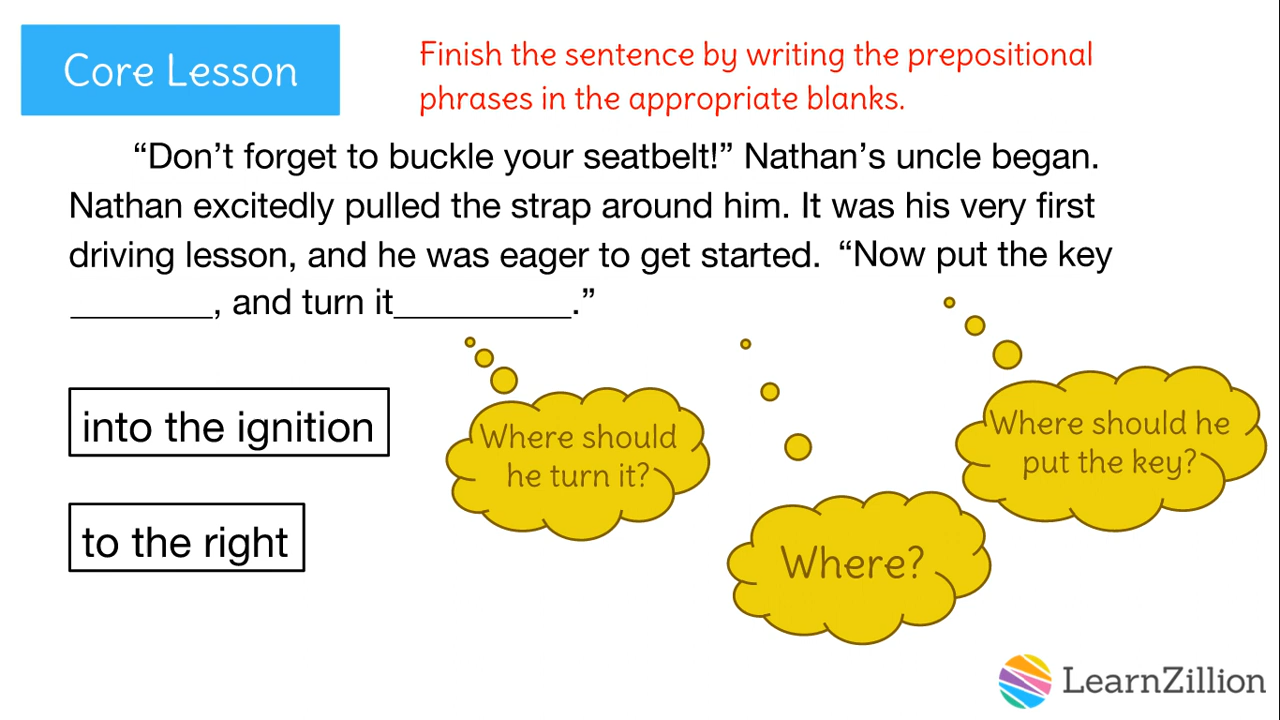 Core Lesson
Finish the sentence by writing the prepositional
phrases in the appropriate blanks.
“Don’t forget to buckle your seatbelt!” Nathan’s uncle began.
Nathan excitedly pulled the strap around him. It was his very first
driving lesson, and he was eager to get started. “Now put the key
________, and turn it__________.”
into the ignition
to the right
Where should
he turn it?
Where?
Where should he
put the key?
LearnZillion